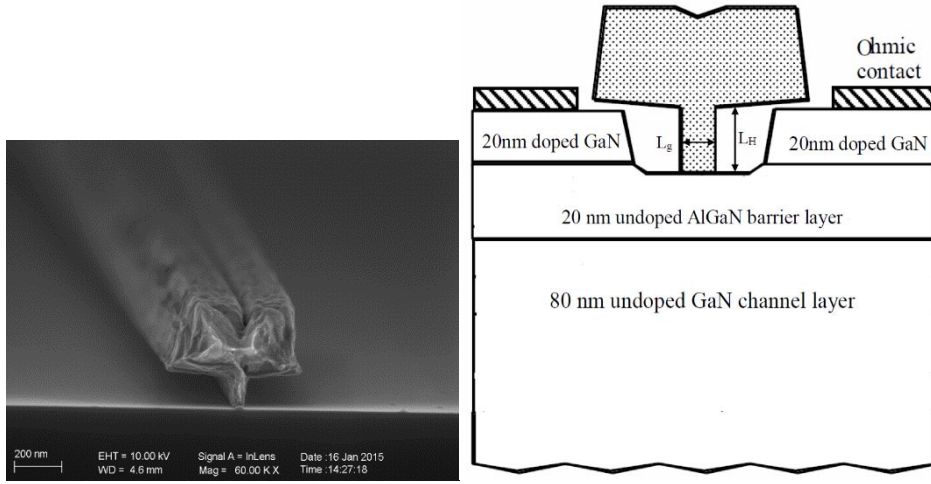 200 nm
EHT = 10.00 kV
WD = 4.6 mm
Signal A = InLens
Mag = 60.00 K X
Date :16 Jan 2015
Time :14:27:18
Ohmic
contact
20nm doped GaN
Lg
LH
20nm doped GaN
20 nm undoped AlGaN barrier layer
80 nm undoped GaN channel layer